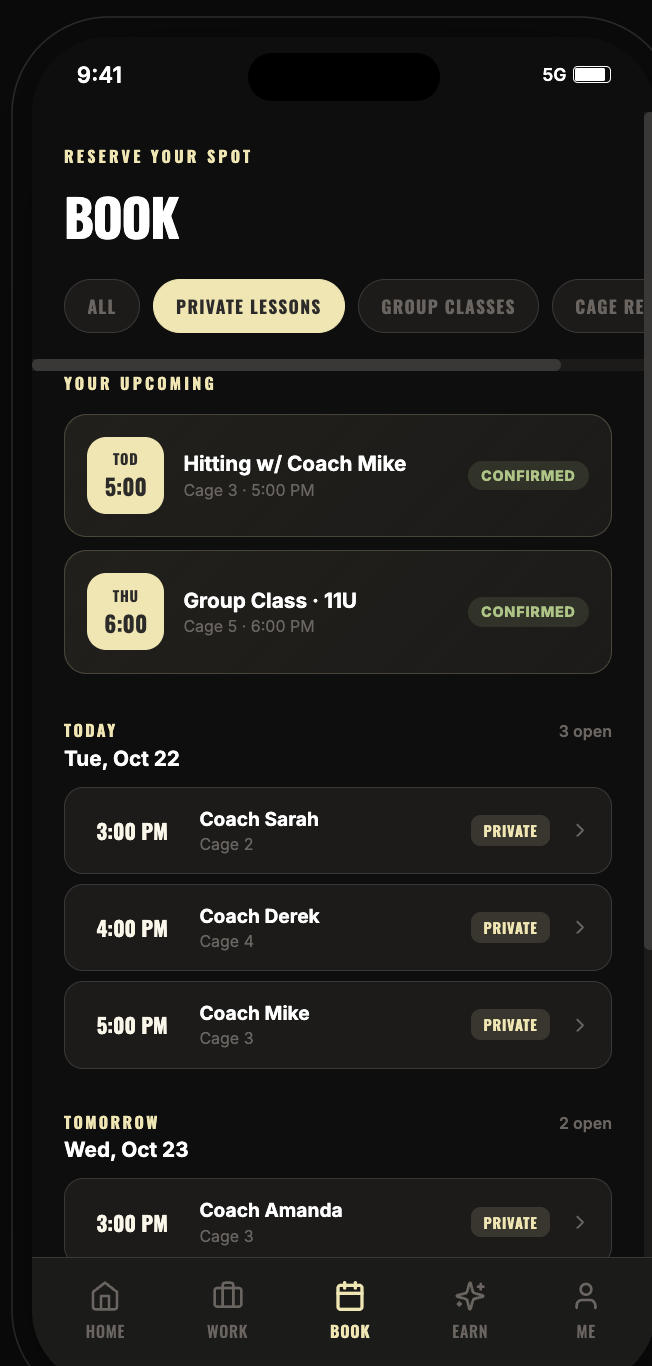 9:41
5G
RESERVE YOUR SPOT
BOOK
ALL
PRIVATE LESSONS
GROUP CLASSES
CAGE RE
YOUR UPCOMING
TOD
5:00
Hitting w/ Coach Mike
Cage 3 · 5:00 PM
CONFIRMED
THU
6:00
Group Class · 11U
Cage 5 · 6:00 PM
CONFIRMED
TODAY
3 open
Tue, Oct 22
3:00 PM
Coach Sarah
Cage 2
PRIVATE
4:00 PM
Coach Derek
Cage 4
PRIVATE
5:00 PM
Coach Mike
Cage 3
PRIVATE
TOMORROW
2 open
Wed, Oct 23
3:00 PM
Coach Amanda
Cage 3
PRIVATE
HOME
WORK
BOOK
EARN
ME